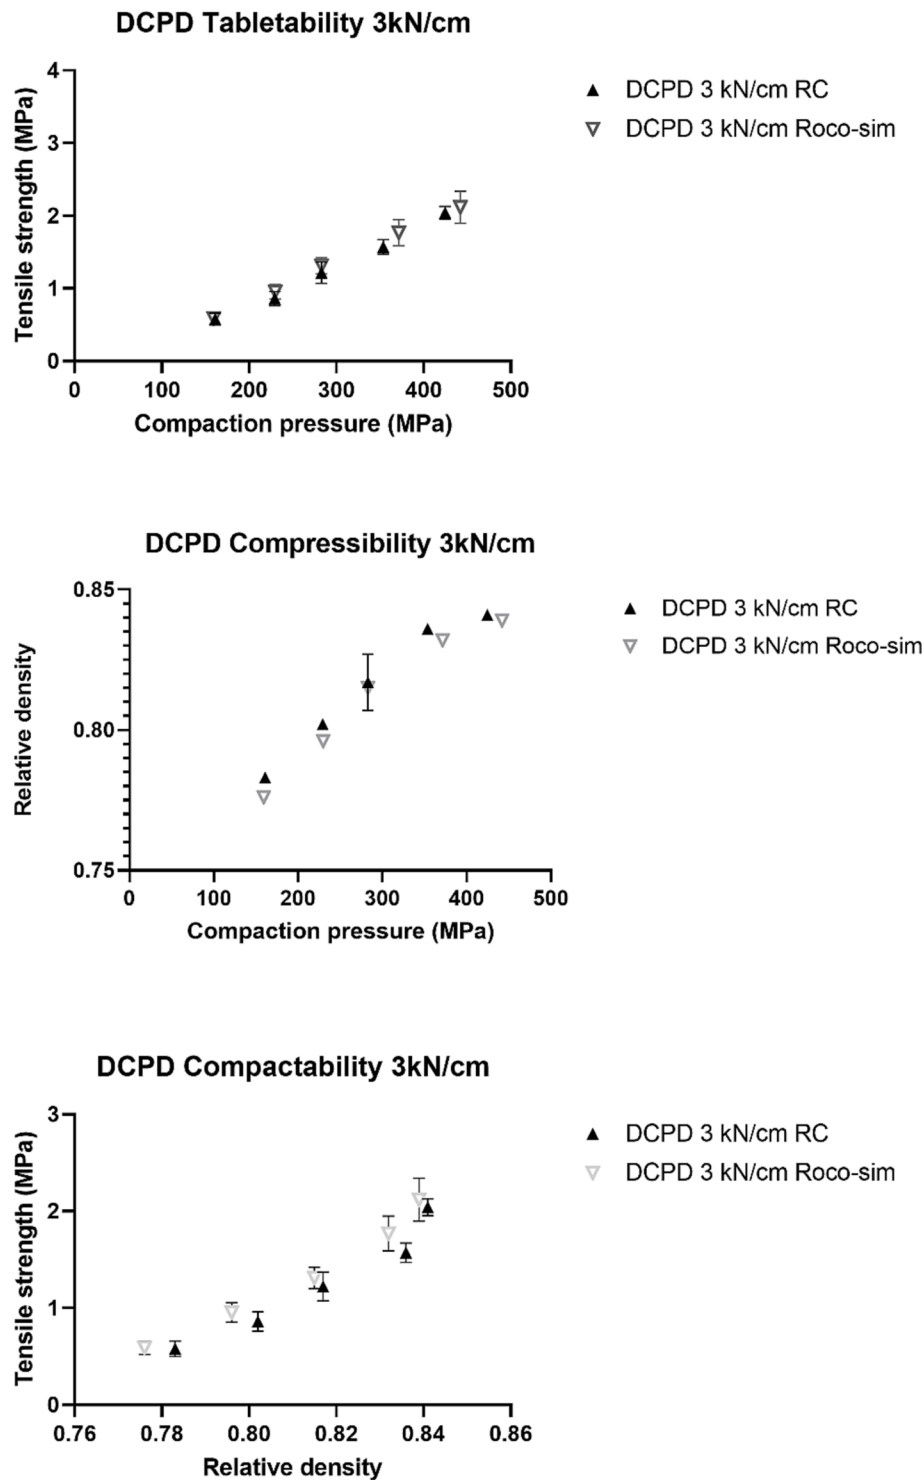 DCPD Tabletability 3kN/cm
4
3
2
1
0
Tensile strength (MPa)
0 100 200 300 400 500
Compaction pressure (MPa)
DCPD 3 kN/cm RC
DCPD 3 kN/cm Roco-sim
DCPD Compressibility 3kN/cm
0.85
0.80
0.75
Relative density
0 100 200 300 400 500
Compaction pressure (MPa)
DCPD 3 kN/cm RC
DCPD 3 kN/cm Roco-sim
DCPD Compactability 3kN/cm
3
2
1
0
Tensile strength (MPa)
0.76 0.78 0.80 0.82 0.84 0.86
Relative density
DCPD 3 kN/cm RC
DCPD 3 kN/cm Roco-sim